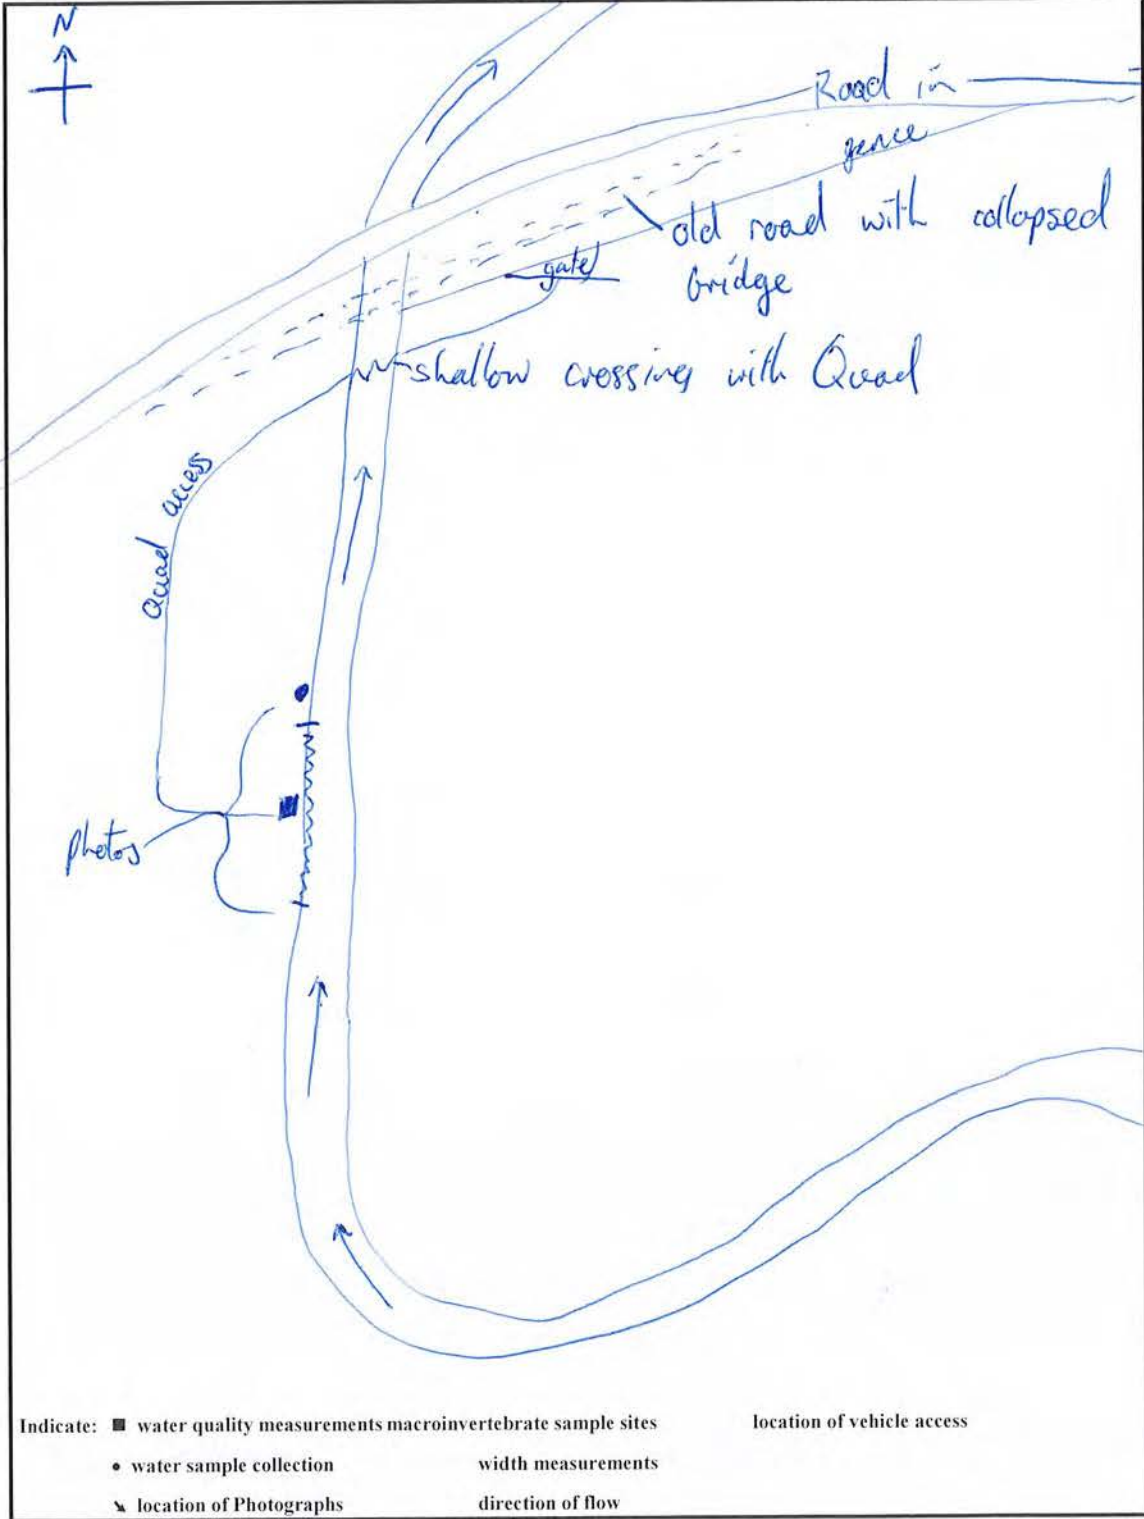 N
Road in
fence
old road with collapsed
bridge
gate
shallow crossing with Quad
Quad access
photos
Indicate: ■ water quality measurements macroinvertebrate sample sites location of vehicle access
● water sample collection width measurements
↘ location of Photographs direction of flow